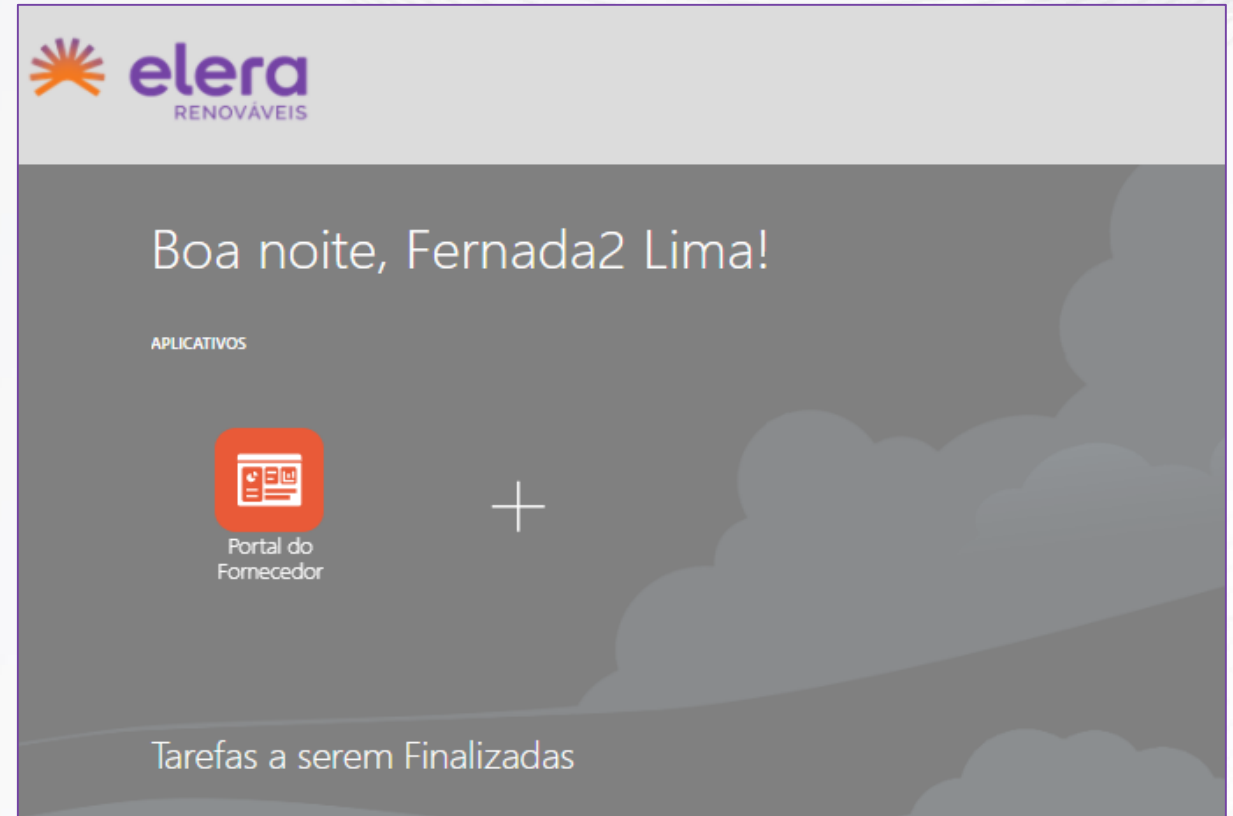 elera
RENOVÁVEIS
Boa noite, Fernada2 Lima!
APLICATIVOS
Portal do
Fornecedor
Tarefas a serem Finalizadas